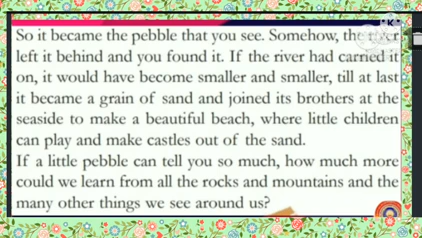 So it became the pebble that you see. Somehow, the river
left it behind and you found it. If the river had carried it
on, it would have become smaller and smaller, till at last
it became a grain of sand and joined its brothers at the
seaside to make a beautiful beach, where little children
can play and make castles out of the sand.
If a little pebble can tell you so much, how much more
could we learn from all the rocks and mountains and the
many other things we see around us?